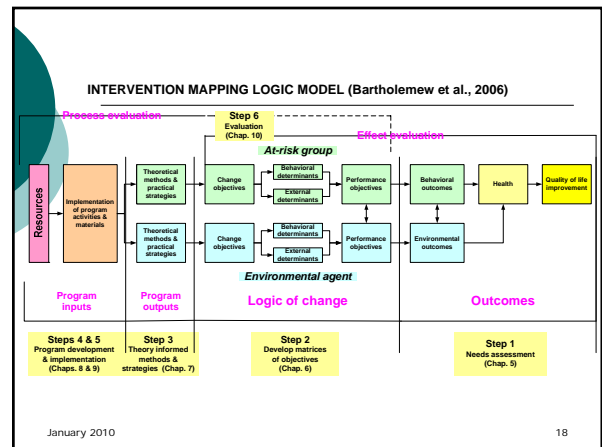 INTERVENTION MAPPING LOGIC MODEL (Bartholemew et al., 2006)
Process evaluation
Step 6
Evaluation
(Chap. 10)
Effect evaluation
At-risk group
Resources
Implementation
of program
activities &
materials
Theoretical
methods &
practical
strategies
Change
objectives
Behavioral
determinants
External
determinants
Performance
objectives
Behavioral
outcomes
Health
Quality of life
improvement
Theoretical
methods &
practical
strategies
Change
objectives
Behavioral
determinants
External
determinants
Performance
objectives
Environmental
outcomes
Environmental agent
Program
inputs
Program
outputs
Logic of change
Outcomes
Steps 4 & 5
Program development
& implementation
(Chaps. 8 & 9)
Step 3
Theory informed
methods &
strategies (Chap. 7)
Step 2
Develop matrices
of objectives
(Chap. 6)
Step 1
Needs assessment
(Chap. 5)
January 2010
18